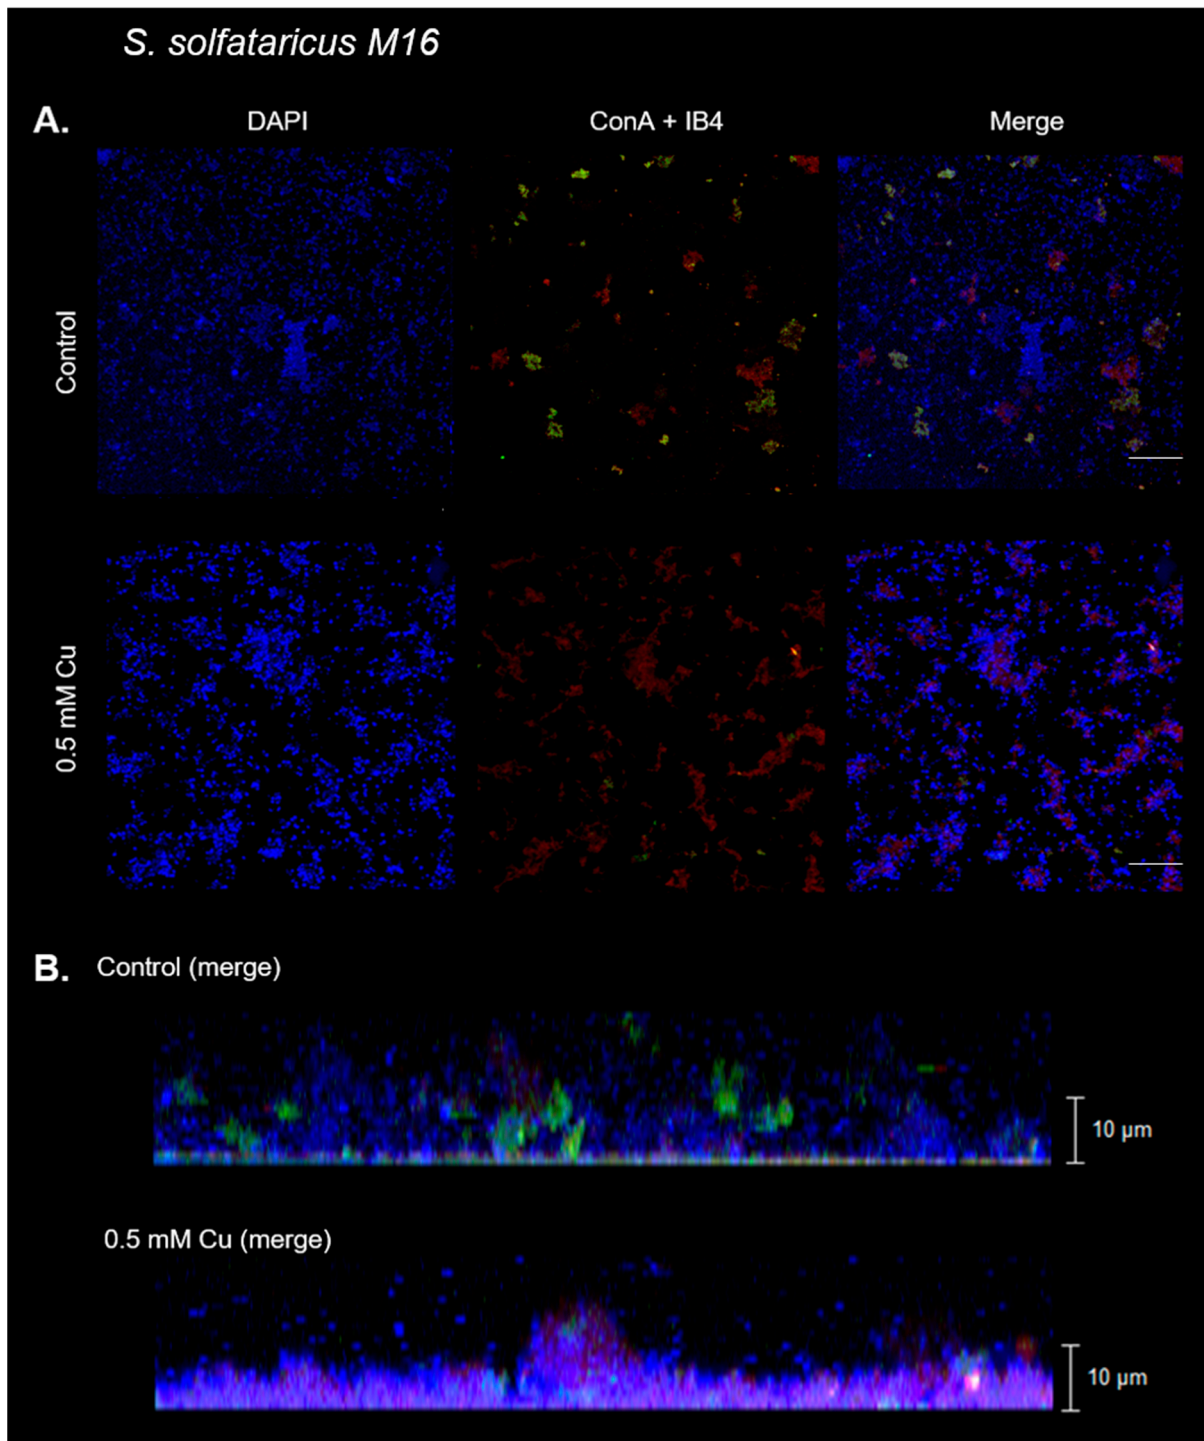 S. solfataricus M16
A.
DAPI
ConA + IB4
Merge
Control
0.5 mM Cu
B.
Control (merge)
10 µm
0.5 mM Cu (merge)
10 µm